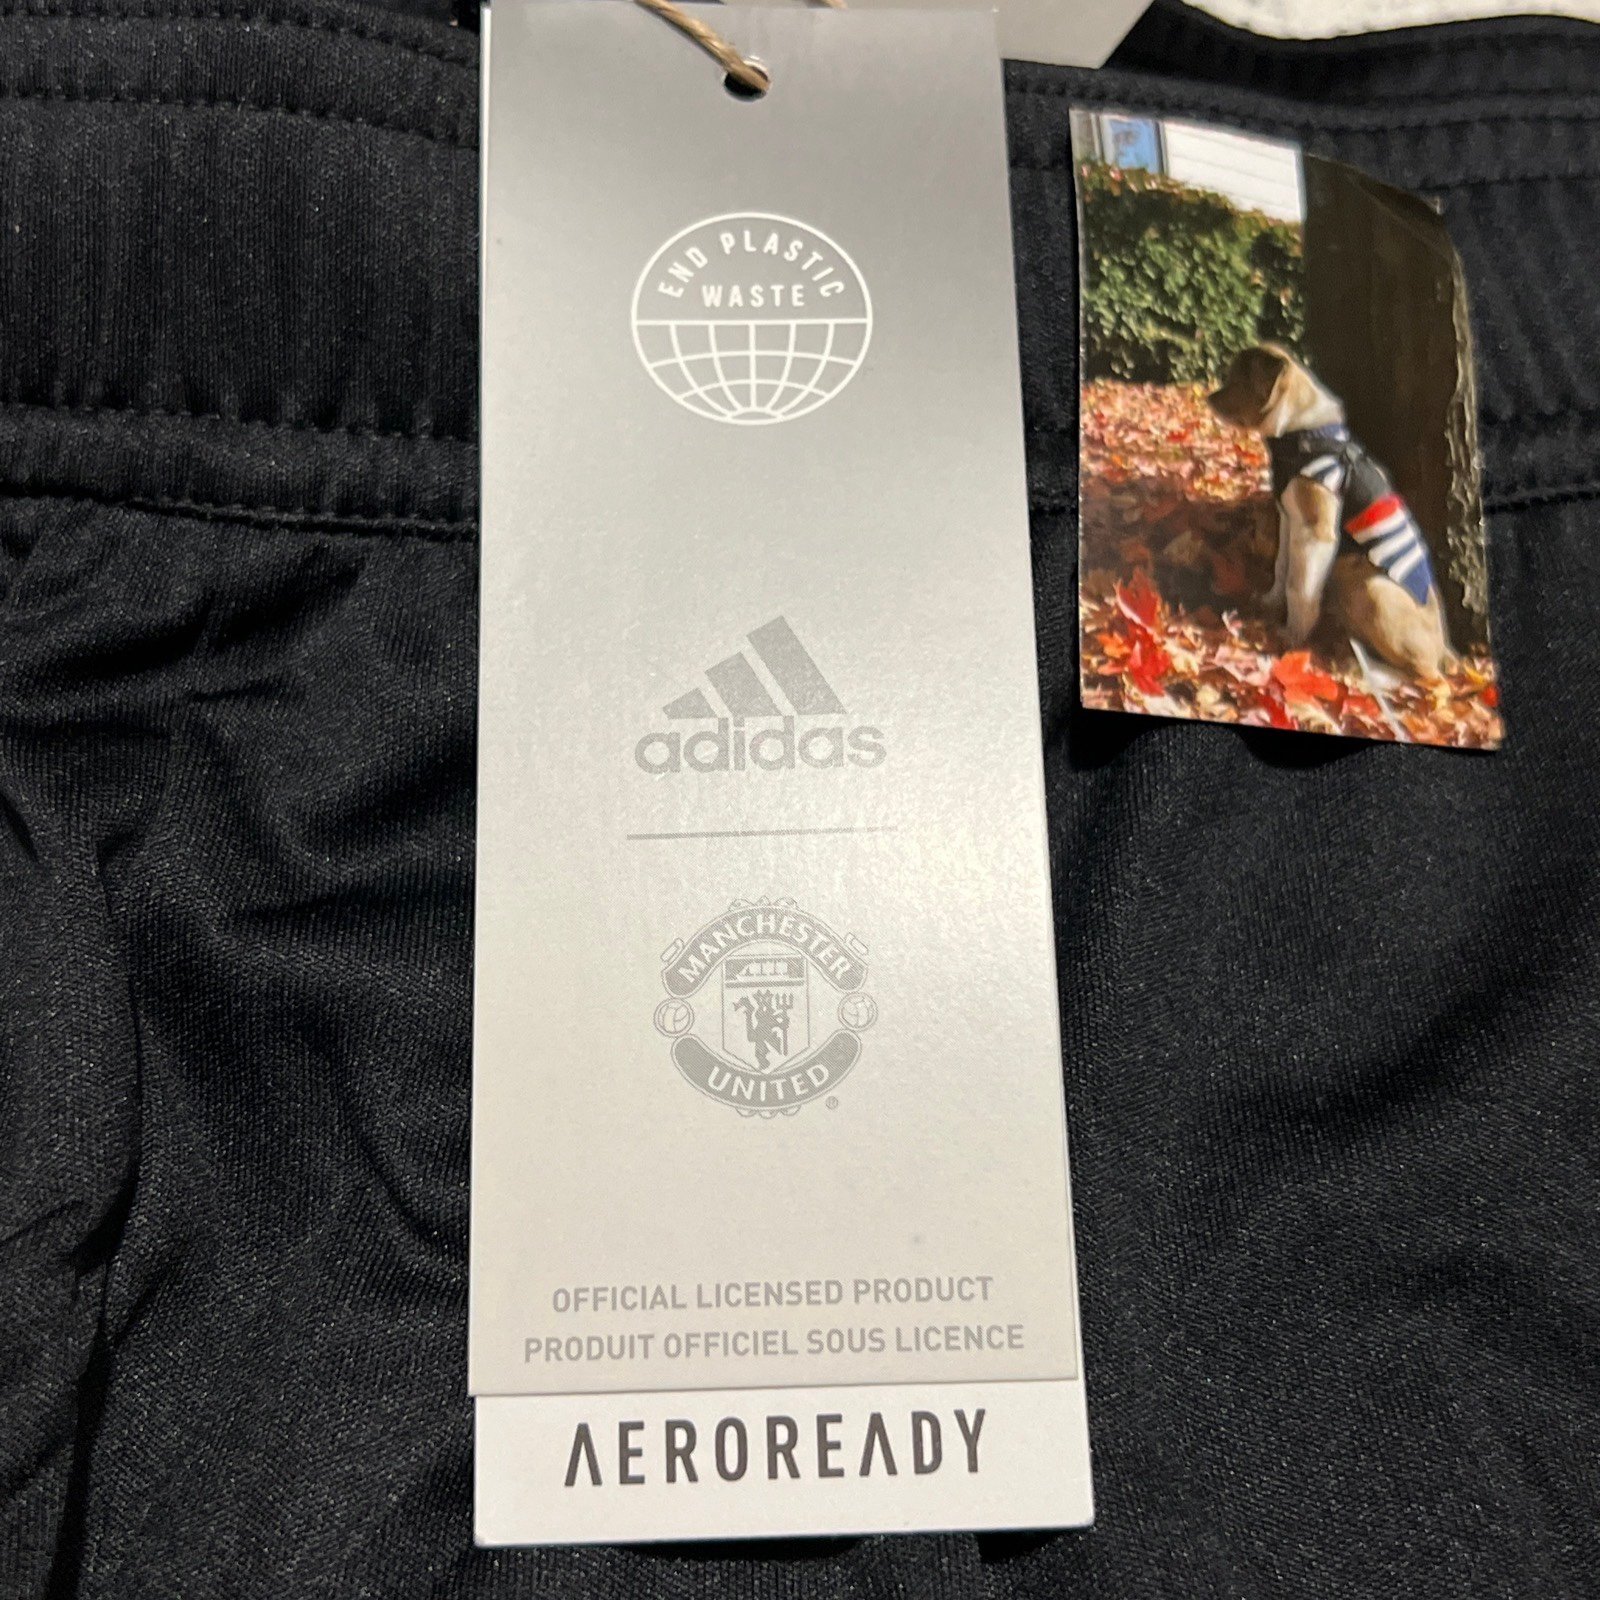 END PLASTIC
WASTE
adidas
MANCHESTER
UNITED
®
OFFICIAL LICENSED PRODUCT
PRODUIT OFFICIEL SOUS LICENCE
AEROREADY